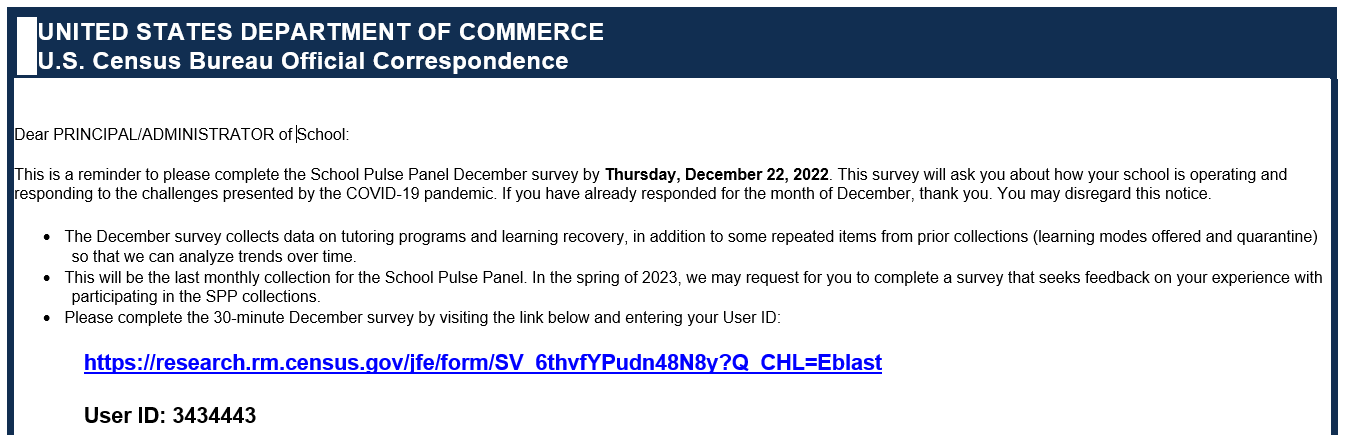 UNITED STATES DEPARTMENT OF COMMERCE
U.S. Census Bureau Official Correspondence
Dear PRINCIPAL/ADMINISTRATOR of School:
This is a reminder to please complete the School Pulse Panel December survey by Thursday, December 22, 2022. This survey will ask you about how your school is operating and
responding to the challenges presented by the COVID-19 pandemic. If you have already responded for the month of December, thank you. You may disregard this notice.
• The December survey collects data on tutoring programs and learning recovery, in addition to some repeated items from prior collections (learning modes offered and quarantine)
so that we can analyze trends over time.
• This will be the last monthly collection for the School Pulse Panel. In the spring of 2023, we may request for you to complete a survey that seeks feedback on your experience with
participating in the SPP collections.
• Please complete the 30-minute December survey by visiting the link below and entering your User ID:
https://research.rm.census.gov/jfe/form/SV_6thvfYPudn48N8y?Q_CHL=Eblast
User ID: 3434443